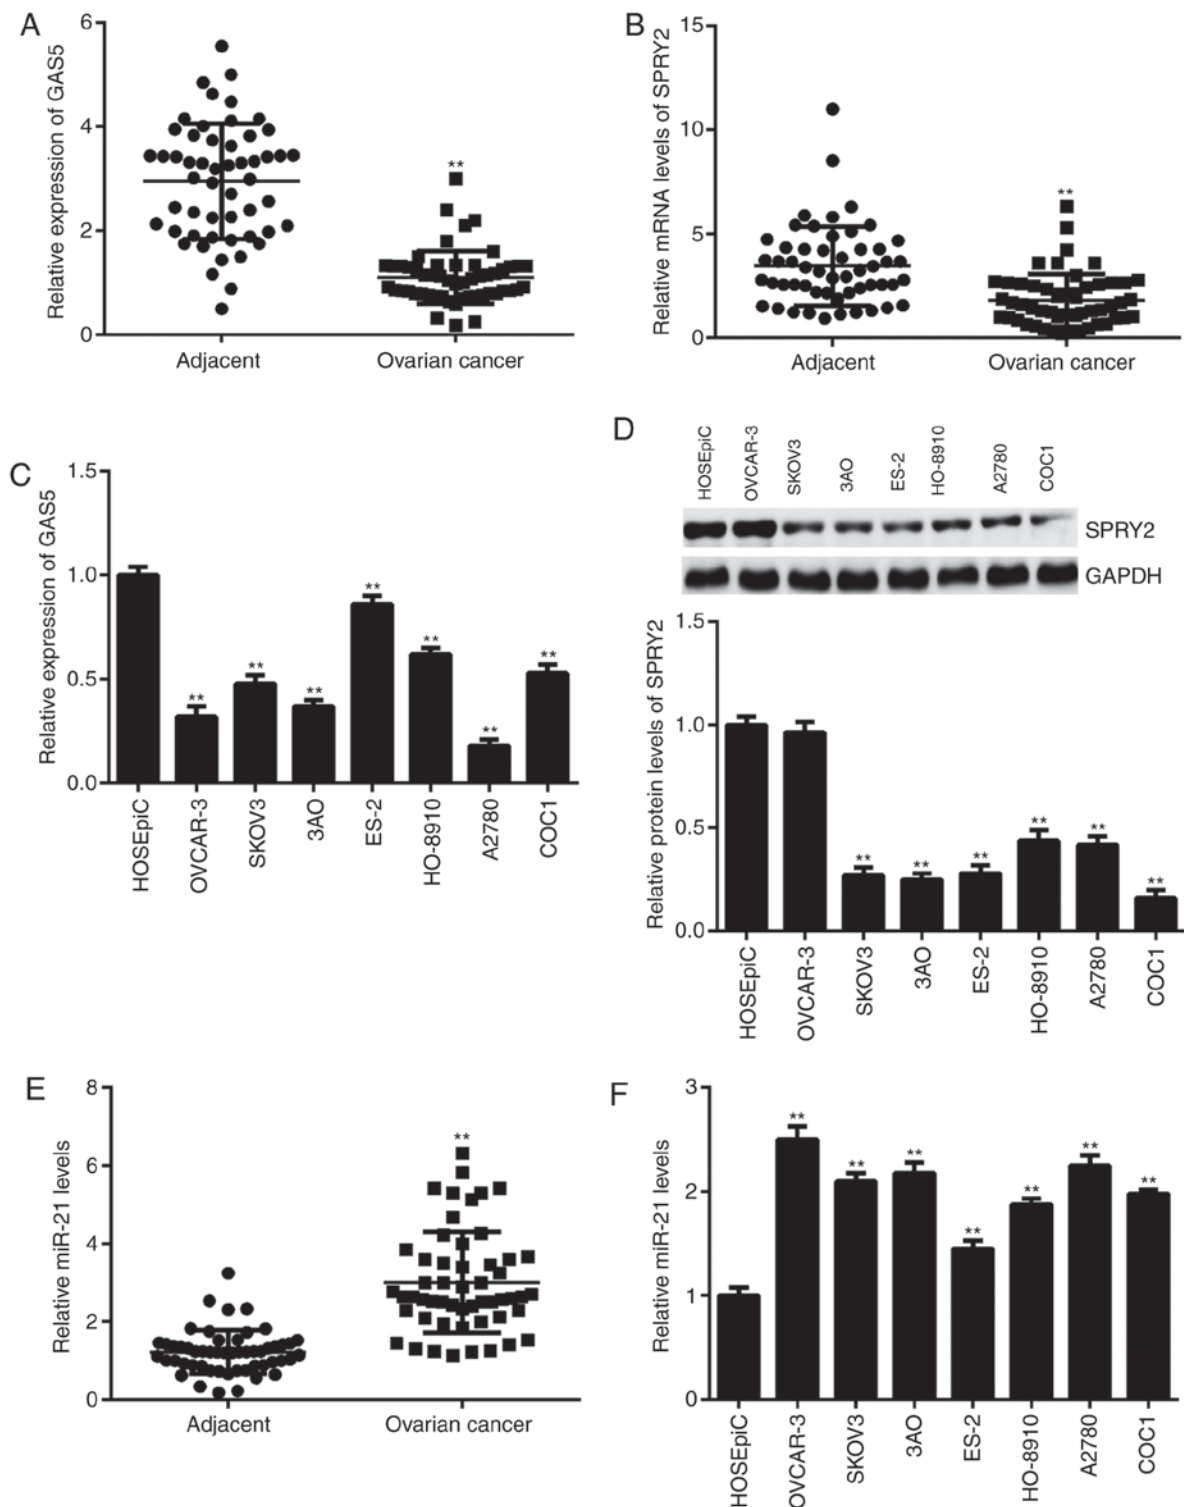 A
Relative expression of GAS5
6
4
2
0
**
Adjacent
Ovarian cancer
B
Relative mRNA levels of SPRY2
15
10
5
0
**
Adjacent
Ovarian cancer
C
Relative expression of GAS5
1.5
1.0
0.5
0.0
**
**
**
**
**
**
**
HOSEpiC
OVCAR-3
SKOV3
3AO
ES-2
HO-8910
A2780
COC1
D
HOSEpiC
OVCAR-3
SKOV3
3AO
ES-2
HO-8910
A2780
COC1
SPRY2
GAPDH
Relative protein levels of SPRY2
1.5
1.0
0.5
0.0
**
**
**
**
**
**
HOSEpiC
OVCAR-3
SKOV3
3AO
ES-2
HO-8910
A2780
COC1
E
Relative miR-21 levels
8
6
4
2
0
**
Adjacent
Ovarian cancer
F
Relative miR-21 levels
3
2
1
0
**
**
**
**
**
**
**
HOSEpiC
OVCAR-3
SKOV3
3AO
ES-2
HO-8910
A2780
COC1